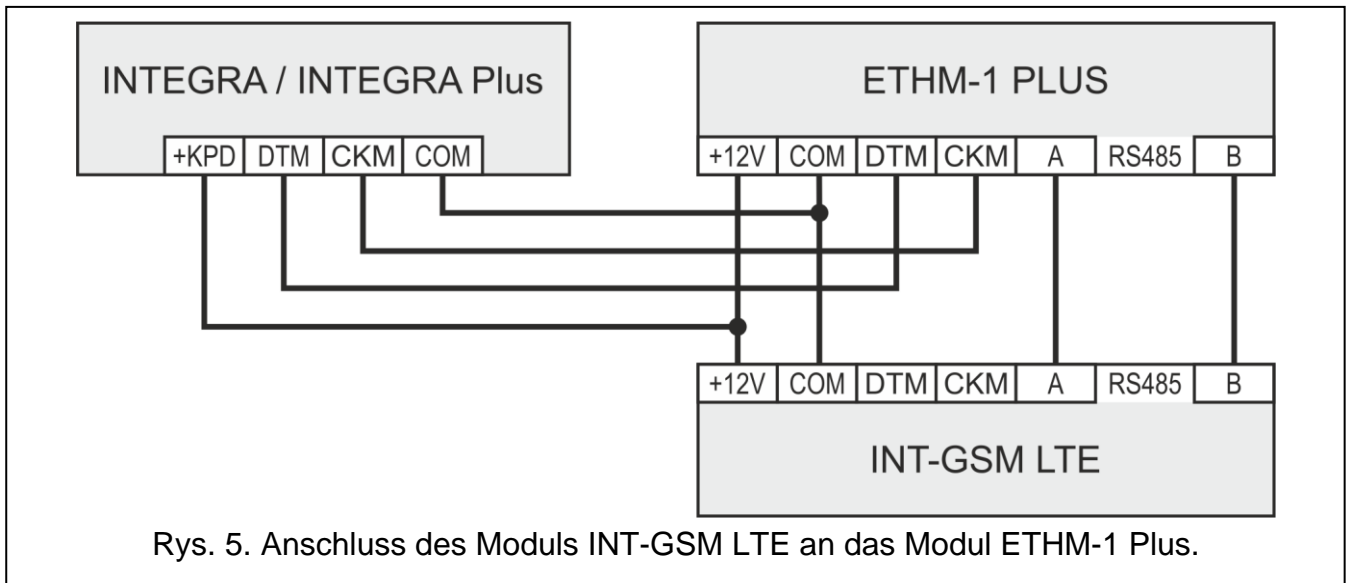 INTEGRA / INTEGRA Plus
+KPD DTM CKM COM
ETHM-1 PLUS
+12V COM DTM CKM A RS485 B
+12V COM DTM CKM A RS485 B
INT-GSM LTE
Rys. 5. Anschluss des Moduls INT-GSM LTE an das Modul ETHM-1 Plus.